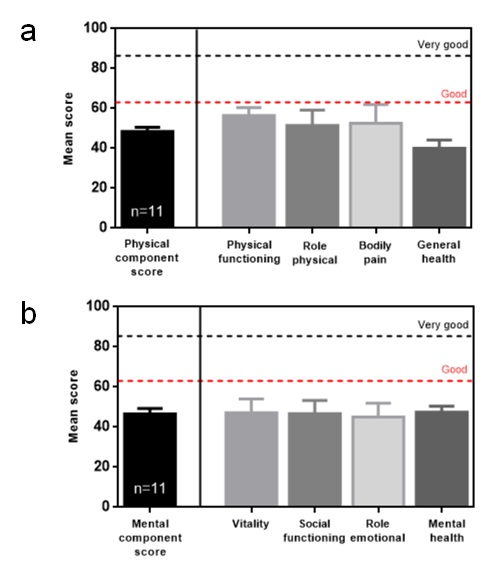 a
100
80
60
40
20
0
Mean score
Very good
Good
n=11
Physical
component
score
Physical
functioning
Role
physical
Bodily
pain
General
health
b
100
80
60
40
20
0
Mean score
Very good
Good
n=11
Mental
component
score
Vitality
Social
functioning
Role
emotional
Mental
health